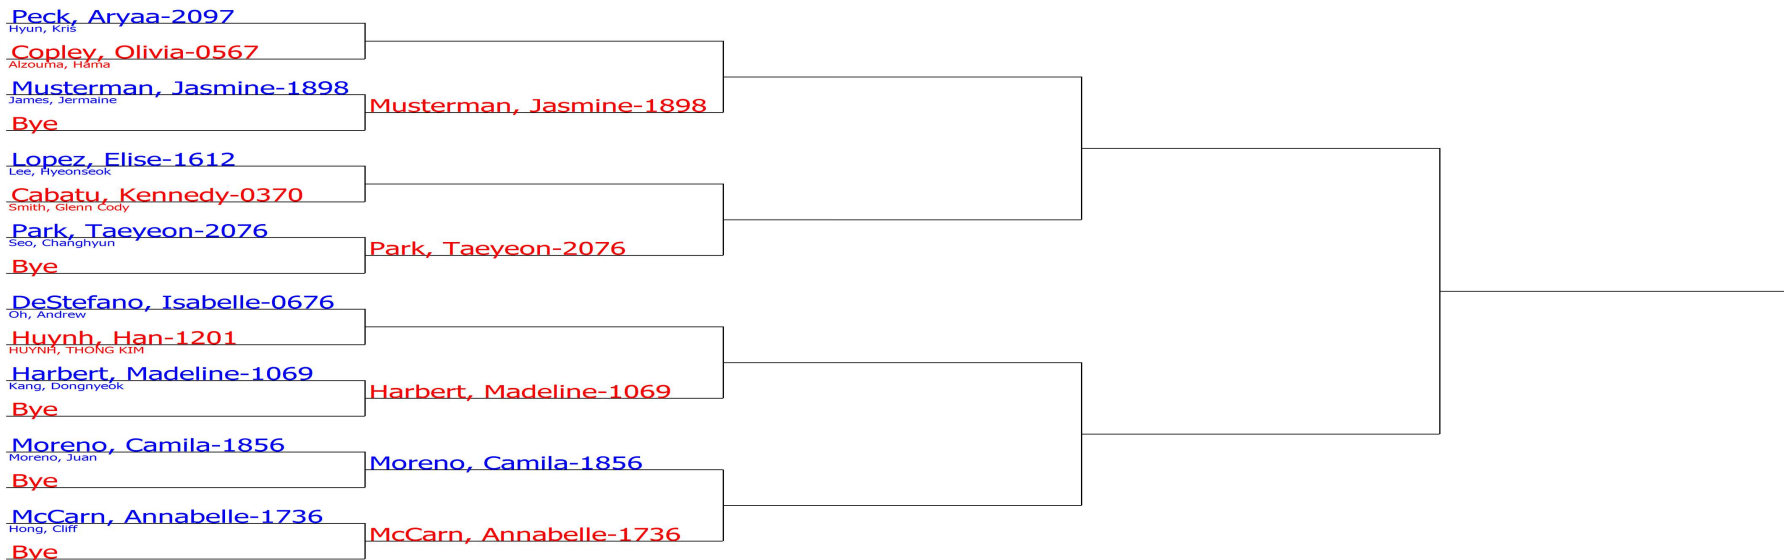 Peck, Aryaa-2097
Hyun, Kris
Copley, Olivia-0567
Alzouma, Hama
Musterman, Jasmine-1898
James, Jermaine
Musterman, Jasmine-1898
Bye
Lopez, Elise-1612
Lee, Hyeonseok
Cabatu, Kennedy-0370
Smith, Glenn Cody
Park, Taeyeon-2076
Seo, Changhyun
Park, Taeyeon-2076
Bye
DeStefano, Isabelle-0676
Oh, Andrew
Huynh, Han-1201
HUYNH, THONG KIM
Harbert, Madeline-1069
Kang, Dongnyeok
Harbert, Madeline-1069
Bye
Moreno, Camila-1856
Moreno, Juan
Moreno, Camila-1856
Bye
McCarn, Annabelle-1736
Hong, Cliff
McCarn, Annabelle-1736
Bye